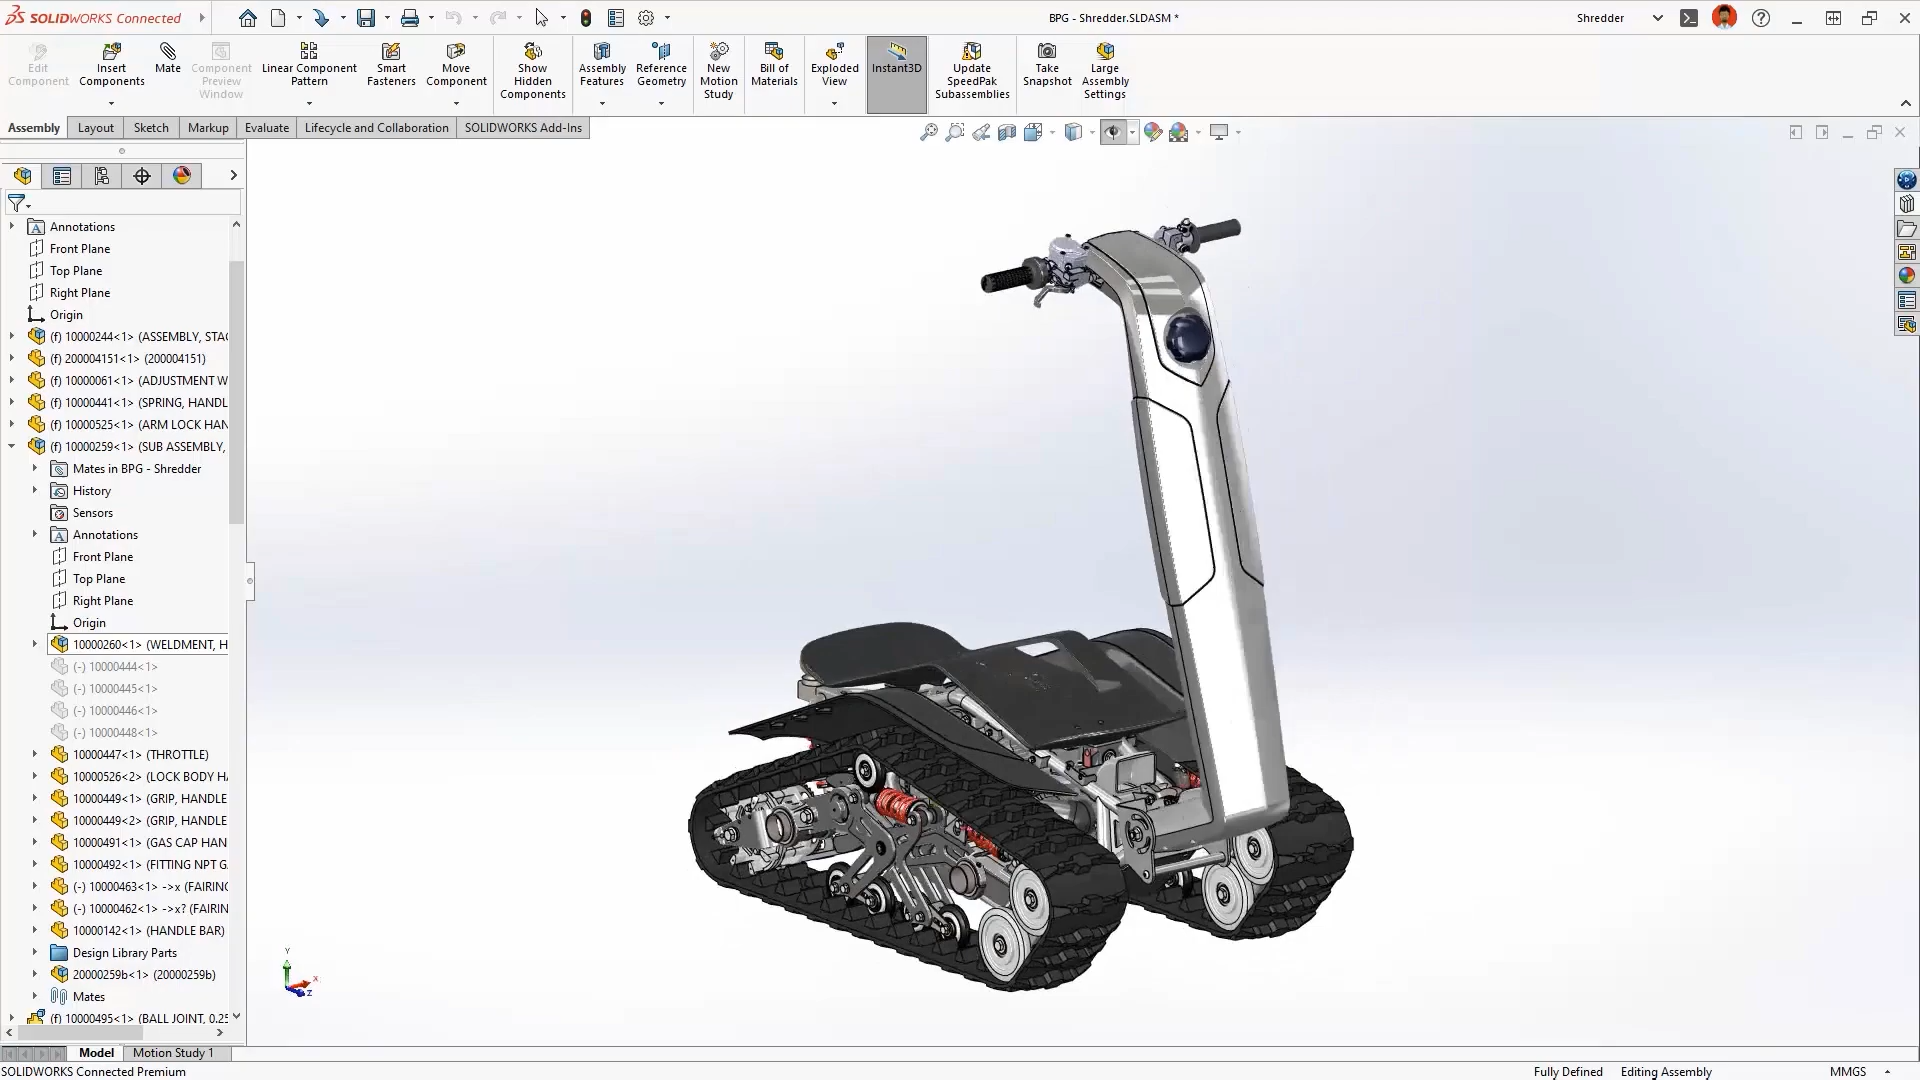 SOLIDWORKS Connected
BPG - Shredder.SLDASM *
Shredder
Edit Component
Insert Components
Mate
Component Preview Window
Linear Component Pattern
Smart Fasteners
Move Component
Show Hidden Components
Assembly Features
Reference Geometry
New Motion Study
Bill of Materials
Exploded View
Instant3D
Update SpeedPak Subassemblies
Take Snapshot
Large Assembly Settings
Assembly
Layout
Sketch
Markup
Evaluate
Lifecycle and Collaboration
SOLIDWORKS Add-Ins
Annotations
Front Plane
Top Plane
Right Plane
Origin
(f) 10000244<1> (ASSEMBLY, STA
(f) 200004151<1> (200004151)
(f) 10000061<1> (ADJUSTMENT W
(f) 10000441<1> (SPRING, HANDL
(f) 10000525<1> (ARM LOCK HAN
(f) 10000259<1> (SUB ASSEMBLY,
Mates in BPG - Shredder
History
Sensors
Annotations
Front Plane
Top Plane
Right Plane
Origin
10000260<1> (WELDMENT, H
(-) 10000444<1>
(-) 10000445<1>
(-) 10000446<1>
(-) 10000448<1>
10000447<1> (THROTTLE)
10000526<2> (LOCK BODY H
10000449<1> (GRIP, HANDLE
10000449<2> (GRIP, HANDLE
10000491<1> (GAS CAP HAN
10000492<1> (FITTING NPT G
(-) 10000463<1> ->x (FAIRING
(-) 10000462<1> ->x? (FAIRIN
10000142<1> (HANDLE BAR)
Design Library Parts
20000259b<1> (20000259b)
Mates
(f) 10000495<1> (BALL JOINT, 0.25
Y
X
Z
Model
Motion Study 1
SOLIDWORKS Connected Premium
Fully Defined
Editing Assembly
MMGS